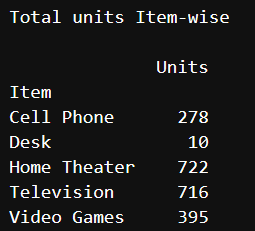 Total units Item-wise
Units
Item
Cell Phone 278
Desk 10
Home Theater 722
Television 716
Video Games 395